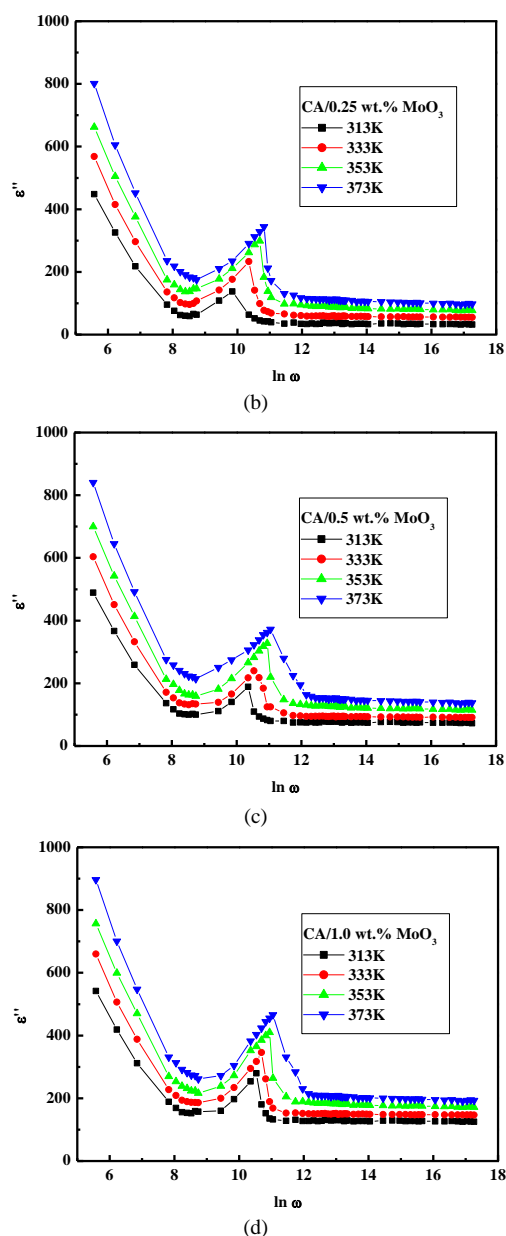 1000
800
600
400
200
0
ε''
CA/0.25 wt.% MoO3
313K
333K
353K
373K
6 8 10 12 14 16 18
ln ω
(b)
1000
800
600
400
200
0
ε''
CA/0.5 wt.% MoO3
313K
333K
353K
373K
6 8 10 12 14 16 18
ln ω
(c)
1000
800
600
400
200
0
ε''
CA/1.0 wt.% MoO3
313K
333K
353K
373K
6 8 10 12 14 16 18
ln ω
(d)